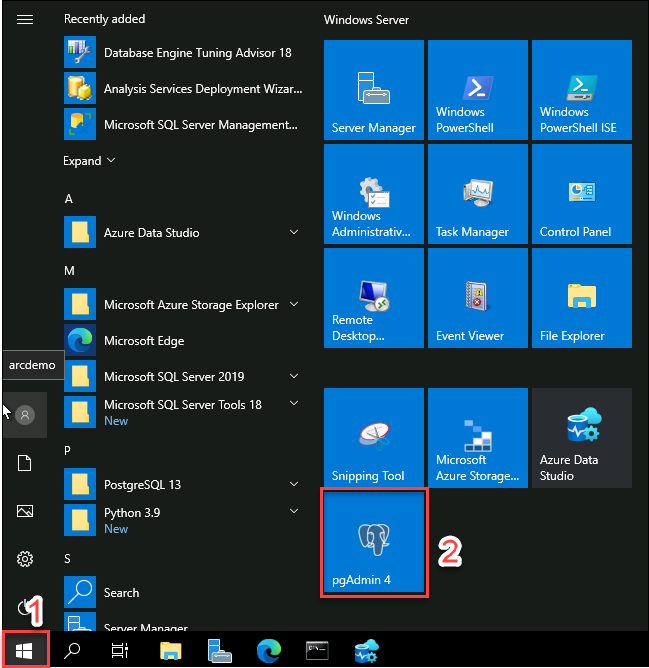 Recently added
Database Engine Tuning Advisor 18
Analysis Services Deployment Wizar...
Microsoft SQL Server Management...
Expand
A
Azure Data Studio
M
Microsoft Azure Storage Explorer
Microsoft Edge
arcdemo
Microsoft SQL Server 2019
Microsoft SQL Server Tools 18
New
P
PostgreSQL 13
Python 3.9
New
S
Search
Server Manager
1
Windows Server
Server Manager
Windows
PowerShell
Windows
PowerShell ISE
Windows
Administrativ...
Task Manager
Control Panel
Remote
Desktop...
Event Viewer
File Explorer
Snipping Tool
Microsoft
Azure Storage...
Azure Data
Studio
pgAdmin 4
2